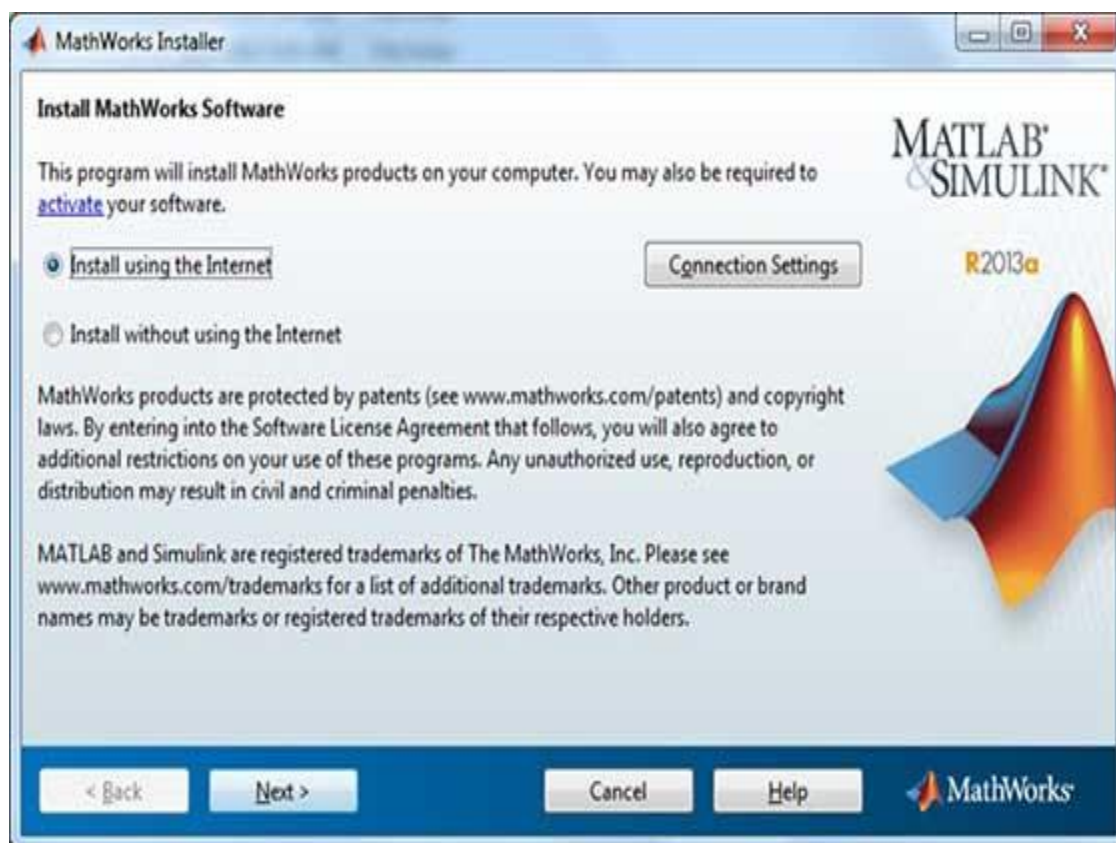 MathWorks Installer
Install MathWorks Software
This program will install MathWorks products on your computer. You may also be required to
activate your software.
Install using the Internet
Connection Settings
Install without using the Internet
MathWorks products are protected by patents (see www.mathworks.com/patents) and copyright
laws. By entering into the Software License Agreement that follows, you will also agree to
additional restrictions on your use of these programs. Any unauthorized use, reproduction, or
distribution may result in civil and criminal penalties.
MATLAB and Simulink are registered trademarks of The MathWorks, Inc. Please see
www.mathworks.com/trademarks for a list of additional trademarks. Other product or brand
names may be trademarks or registered trademarks of their respective holders.
MATLAB®
&SIMULINK®
R2013a
< Back
Next >
Cancel
Help
MathWorks®